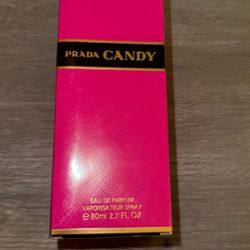 PRADA CANDY
EAU DE PARFUM
VAPORISATEUR SPRAY
℮ 80ml 2.7 FL OZ